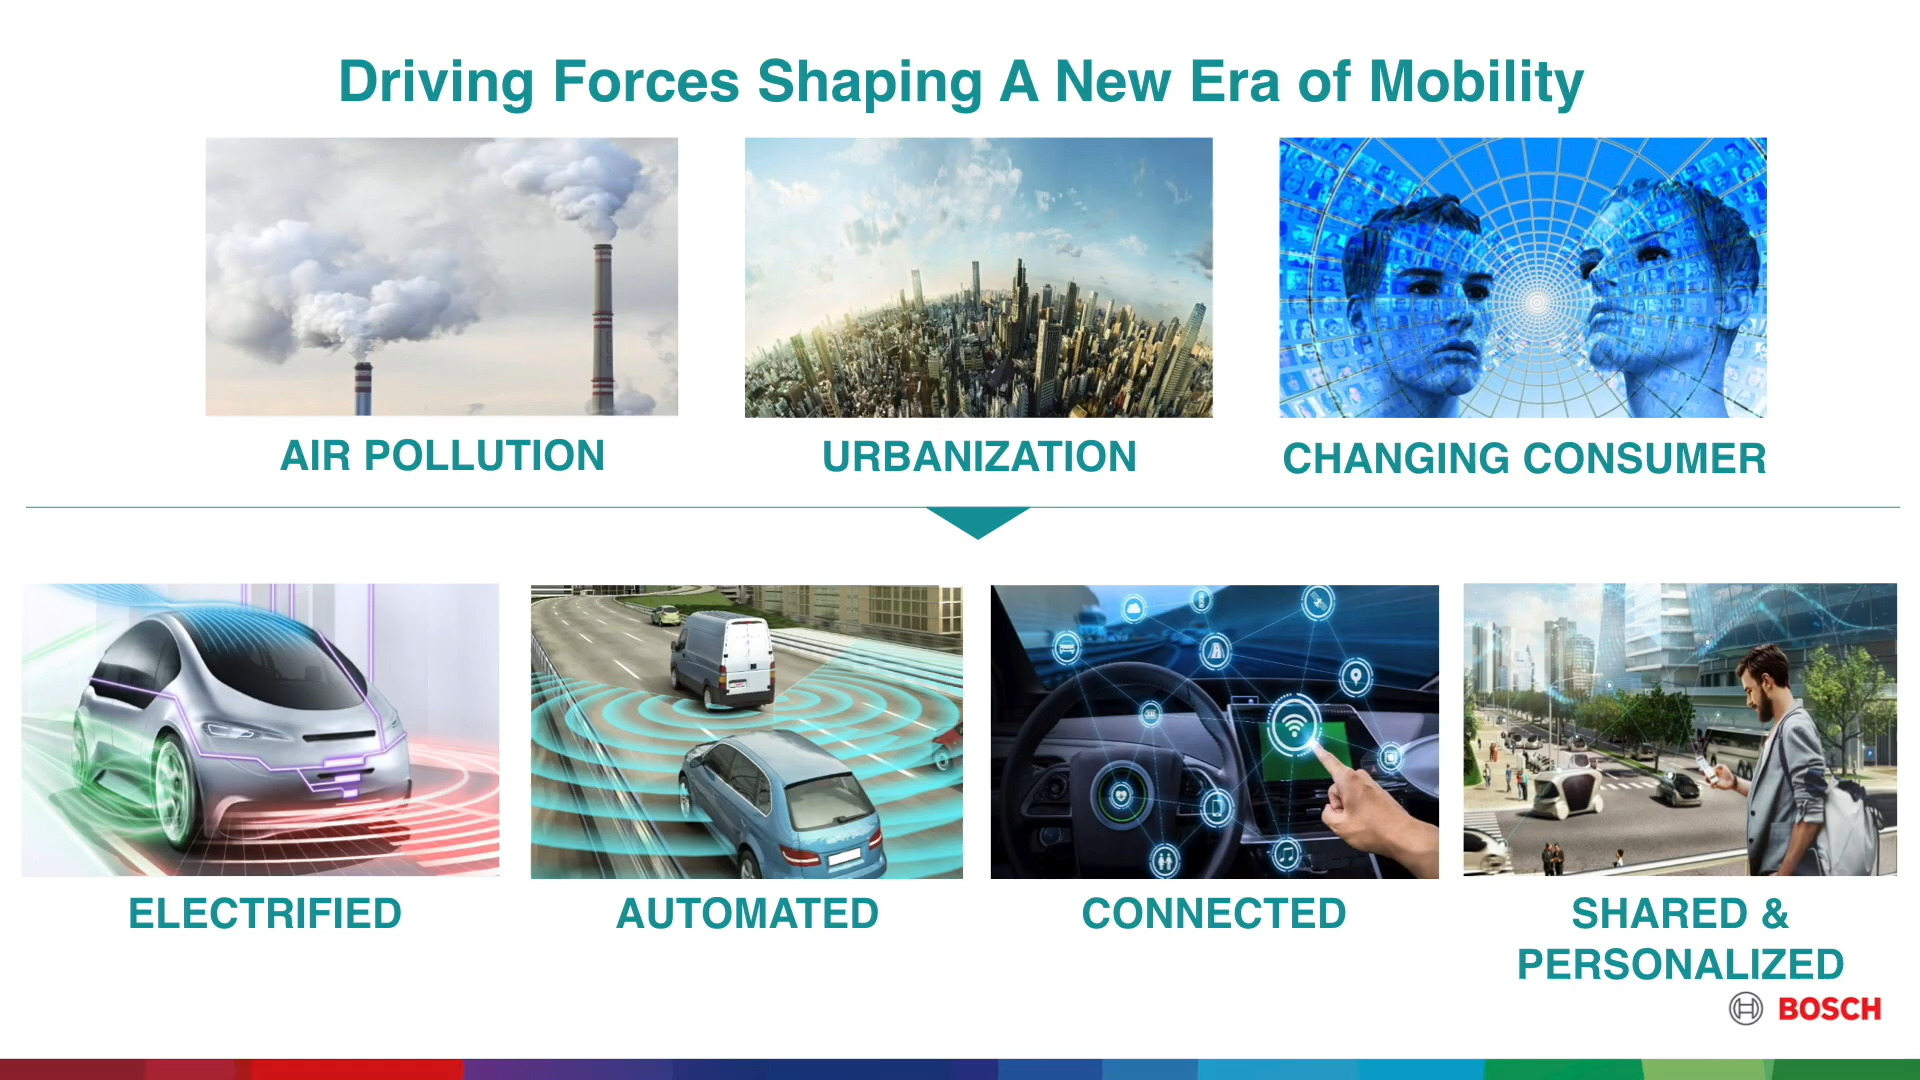 Driving Forces Shaping A New Era of Mobility
AIR POLLUTION
URBANIZATION
CHANGING CONSUMER
ELECTRIFIED
AUTOMATED
CONNECTED
SHARED &
PERSONALIZED
BOSCH